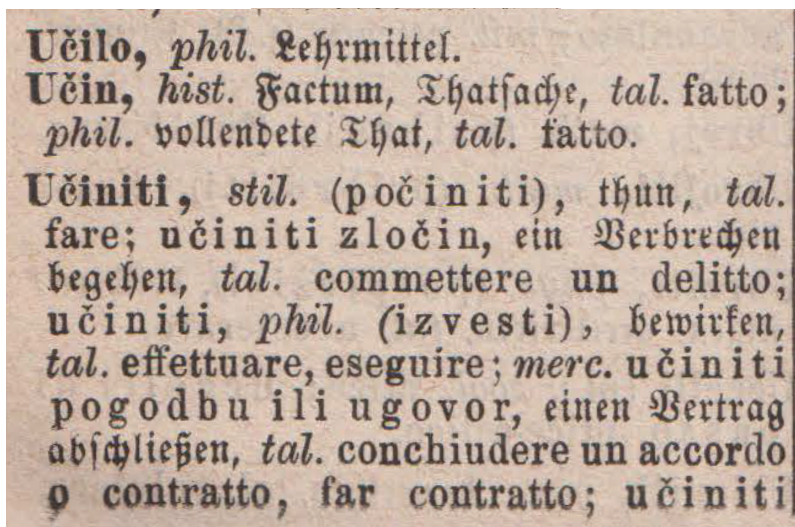 Učilo, phil. Lehrmittel.
Učin, hist. Factum, Thatsache, tal. fatto;
phil. vollendete That, tal. fatto.
Učiniti, stil. (počiniti), thun, tal.
fare; učiniti zločin, ein Verbrechen
begehen, tal. commettere un delitto;
učiniti, phil. (izvesti), bewirken,
tal. effettuare, eseguire; merc. učiniti
pogodbu ili ugovor, einen Vertrag
abschließen, tal. conchiudere un accordo
o contratto, far contratto; učiniti